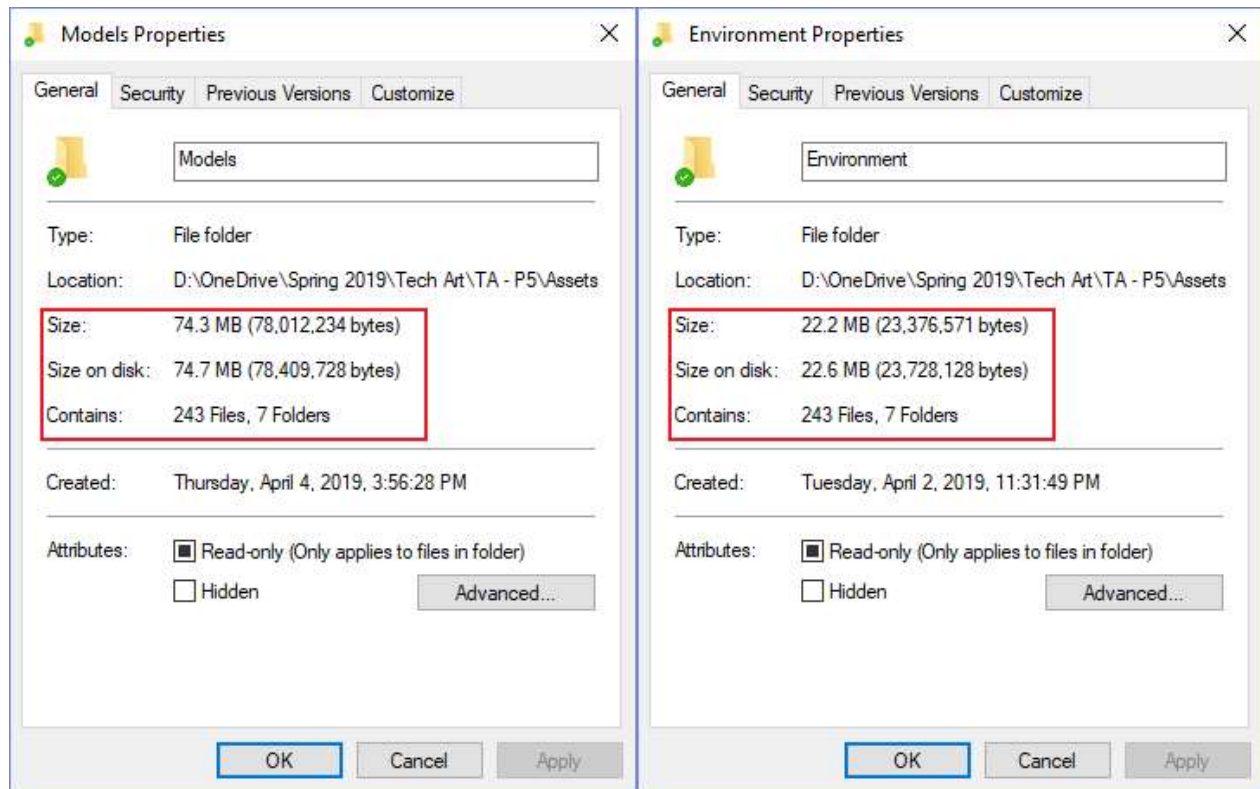 Models Properties
General Security Previous Versions Customize
Models
Type: File folder
Location: D:\OneDrive\Spring 2019\Tech Art\TA - P5\Assets
Size: 74.3 MB (78,012,234 bytes)
Size on disk: 74.7 MB (78,409,728 bytes)
Contains: 243 Files, 7 Folders
Created: Thursday, April 4, 2019, 3:56:28 PM
Attributes: Read-only (Only applies to files in folder)
Hidden Advanced...
OK Cancel Apply
Environment Properties
General Security Previous Versions Customize
Environment
Type: File folder
Location: D:\OneDrive\Spring 2019\Tech Art\TA - P5\Assets
Size: 22.2 MB (23,376,571 bytes)
Size on disk: 22.6 MB (23,728,128 bytes)
Contains: 243 Files, 7 Folders
Created: Tuesday, April 2, 2019, 11:31:49 PM
Attributes: Read-only (Only applies to files in folder)
Hidden Advanced...
OK Cancel Apply